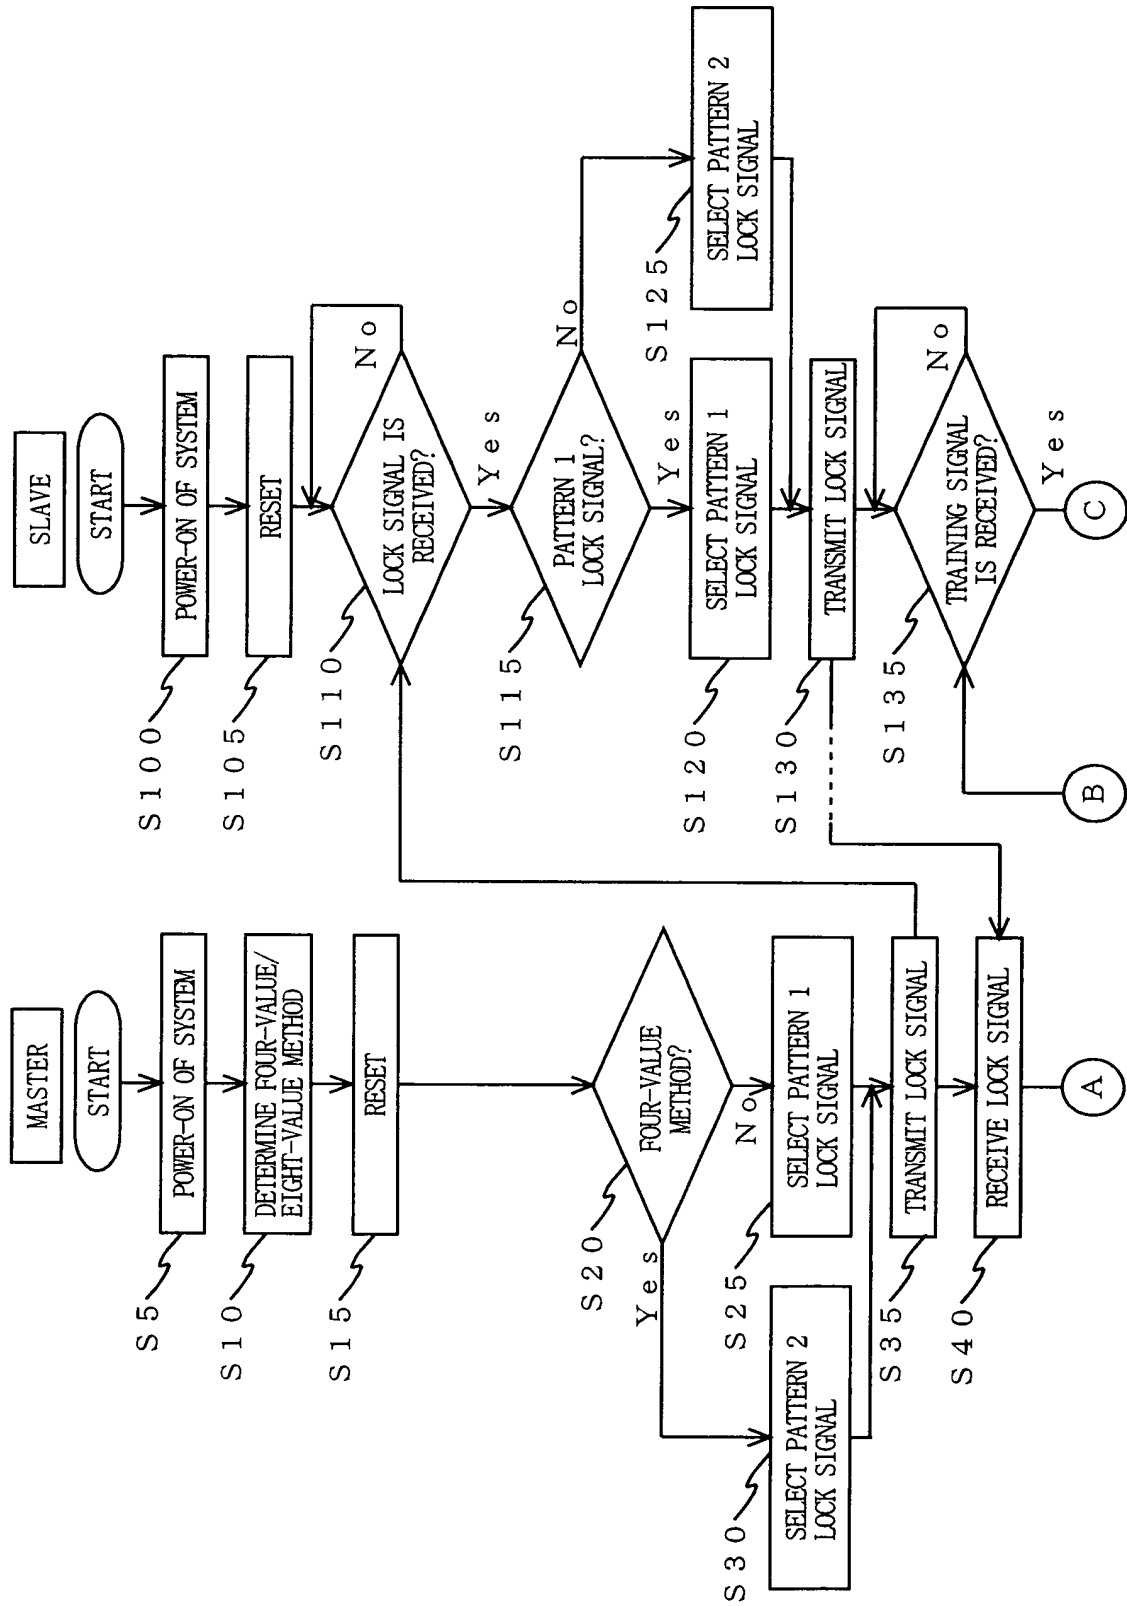 MASTER
START
S5
POWER-ON OF SYSTEM
S10
DETERMINE FOUR-VALUE/
EIGHT-VALUE METHOD
S15
RESET
S20
FOUR-VALUE
METHOD?
Yes
No
S30
SELECT PATTERN 2
LOCK SIGNAL
S25
SELECT PATTERN 1
LOCK SIGNAL
S35
TRANSMIT LOCK SIGNAL
S40
RECEIVE LOCK SIGNAL
A
SLAVE
START
S100
POWER-ON OF SYSTEM
S105
RESET
S110
LOCK SIGNAL IS
RECEIVED?
No
Yes
S115
PATTERN 1
LOCK SIGNAL?
No
Yes
S120
SELECT PATTERN 1
LOCK SIGNAL
S125
SELECT PATTERN 2
LOCK SIGNAL
S130
TRANSMIT LOCK SIGNAL
S135
TRAINING SIGNAL
IS RECEIVED?
No
Yes
B
C